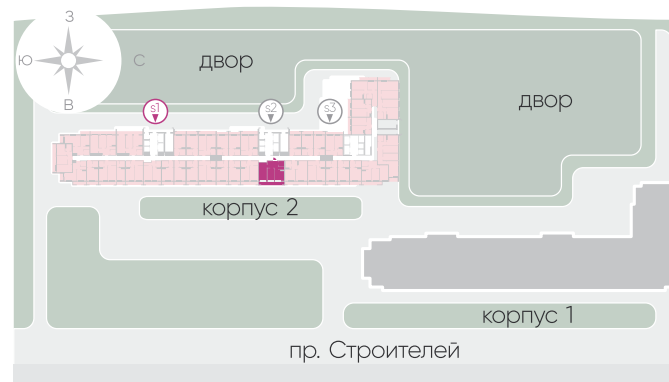 З
Ю
С
В
двор
двор
s1
s2
s3
корпус 2
корпус 1
пр. Строителей